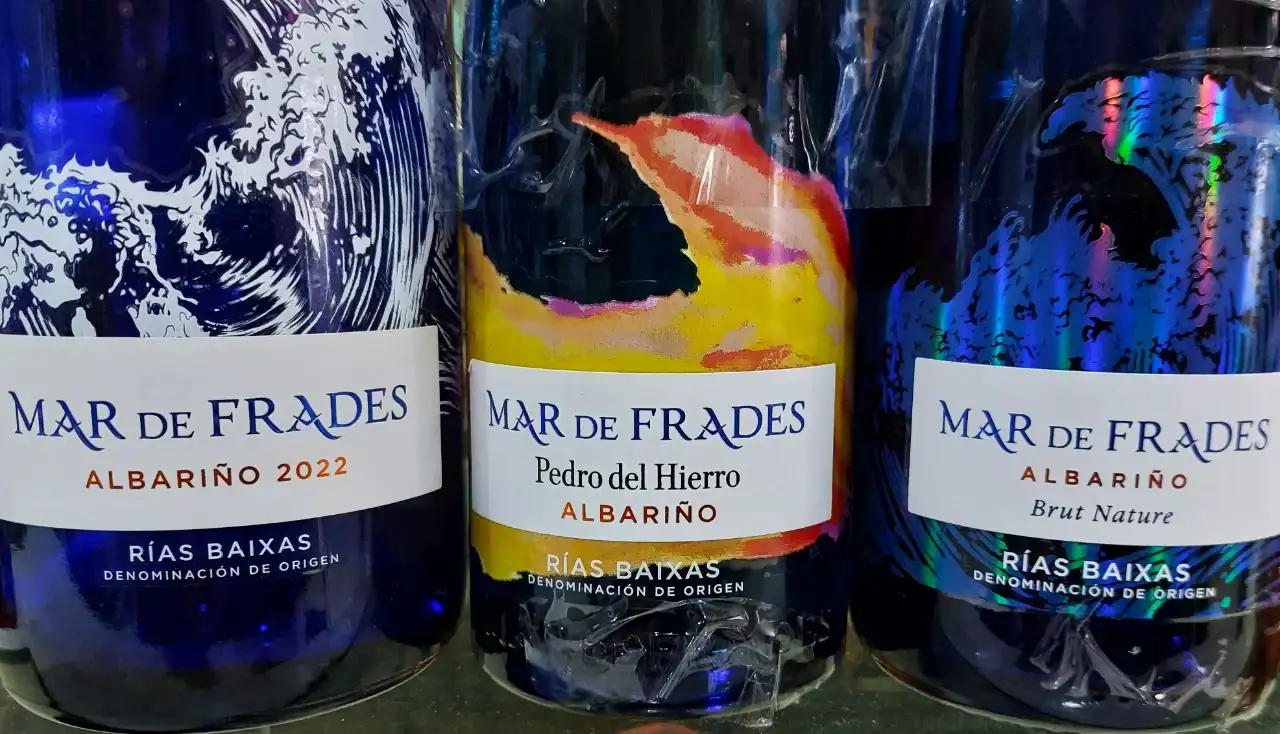 MAR DE FRADES
ALBARIÑO 2022
RÍAS BAIXAS
DENOMINACIÓN DE ORIGEN
MAR DE FRADES
Pedro del Hierro
ALBARIÑO
RÍAS BAIXAS
DENOMINACIÓN DE ORIGEN
MAR DE FRADES
ALBARIÑO
Brut Nature
RÍAS BAIXAS
DENOMINACIÓN DE ORIGEN